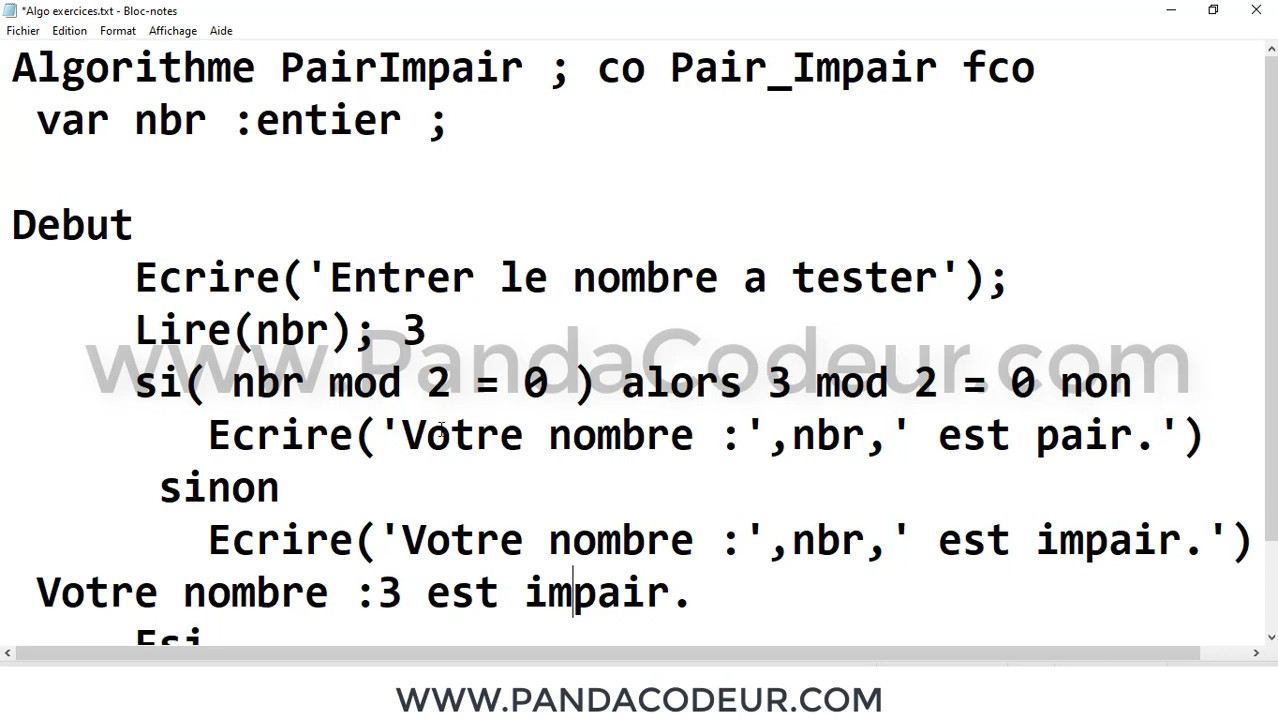 *Algo exercices.txt - Bloc-notes
Fichier Edition Format Affichage Aide
Algorithme PairImpair ; co Pair_Impair fco
var nbr :entier ;
Debut
Ecrire('Entrer le nombre a tester');
Lire(nbr); 3
www.PandaCodeur.com
si( nbr mod 2 = 0 ) alors 3 mod 2 = 0 non
Ecrire('Votre nombre :',nbr,' est pair.')
sinon
Ecrire('Votre nombre :',nbr,' est impair.')
Votre nombre :3 est impair.
Fsi
WWW.PANDACODEUR.COM